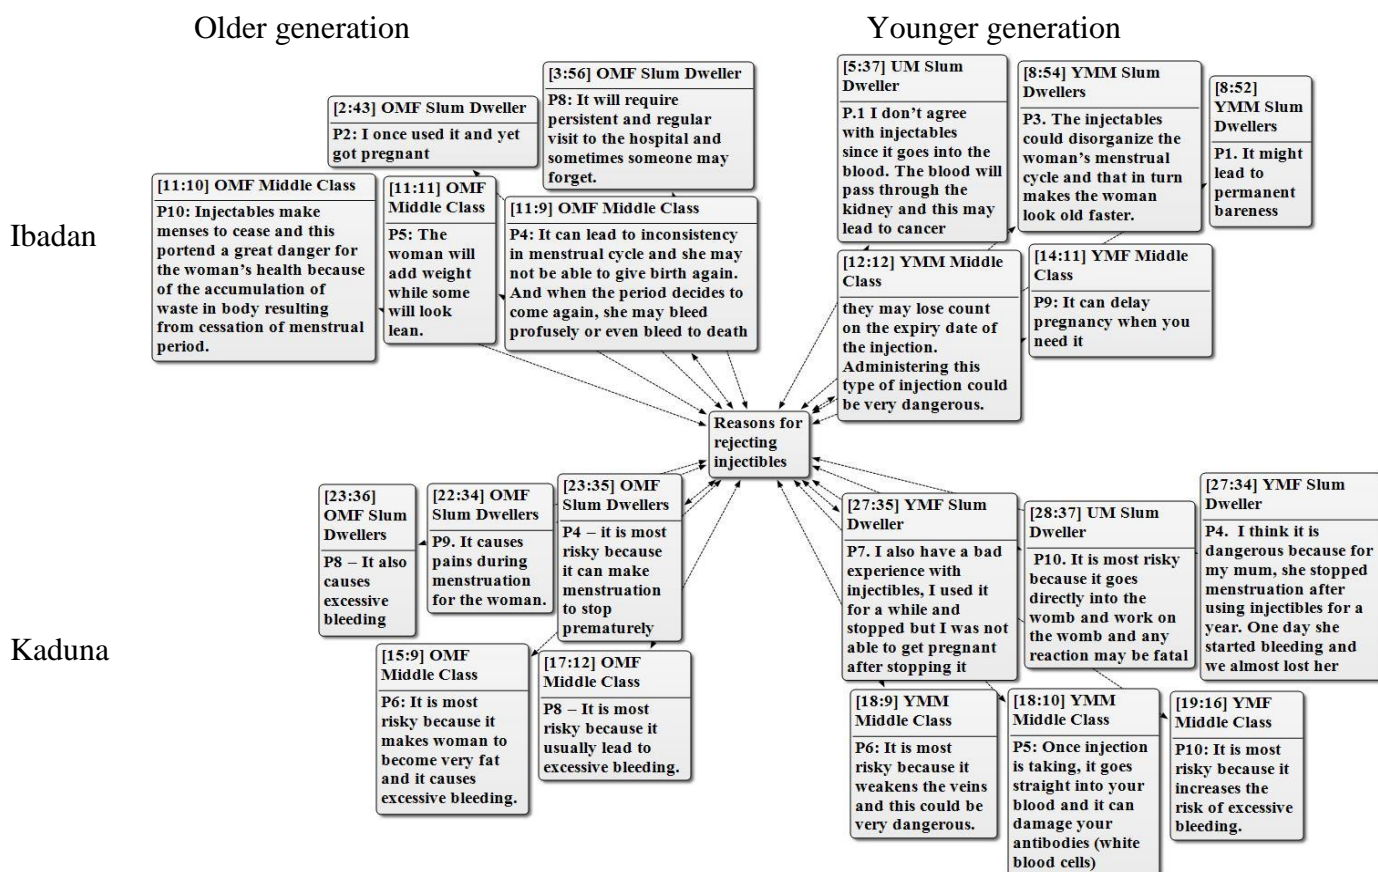 Older generation
Younger generation
Ibadan
[2:43] OMF Slum Dweller
P2: I once used it and yet
got pregnant
[3:56] OMF Slum Dweller
P8: It will require
persistent and regular
visit to the hospital and
sometimes someone may
forget.
[11:10] OMF Middle Class
P10: Injectables make
menses to cease and this
portend a great danger for
the woman's health because
of the accumulation of
waste in body resulting
from cessation of menstrual
period.
[11:11] OMF
Middle Class
P5: The
woman will
add weight
while some
will look
lean.
[11:9] OMF Middle Class
P4: It can lead to inconsistency
in menstrual cycle and she may
not be able to give birth again.
And when the period decides to
come again, she may bleed
profusely or even bleed to death
[5:37] UM Slum
Dweller
P.1 I don't agree
with injectables
since it goes into the
blood. The blood will
pass through the
kidney and this may
lead to cancer
[8:54] YMM Slum
Dwellers
P3. The injectables
could disorganize the
woman's menstrual
cycle and that in turn
makes the woman
look old faster.
[8:52]
YMM Slum
Dwellers
P1. It might
lead to
permanent
bareness
[12:12] YMM Middle
Class
they may lose count
on the expiry date of
the injection.
Administering this
type of injection could
be very dangerous.
[14:11] YMF Middle
Class
P9: It can delay
pregnancy when you
need it
Reasons for
rejecting
injectibles
Kaduna
[23:36]
OMF Slum
Dwellers
P8 – It also
causes
excessive
bleeding
[22:34] OMF
Slum Dwellers
P9. It causes
pains during
menstruation
for the woman.
[23:35] OMF
Slum Dwellers
P4 – it is most
risky because
it can make
menstruation
to stop
prematurely
[15:9] OMF
Middle Class
P6: It is most
risky because it
makes woman to
become very fat
and it causes
excessive bleeding.
[17:12] OMF
Middle Class
P8 – It is most
risky because it
usually lead to
excessive bleeding.
[27:35] YMF Slum
Dweller
P7. I also have a bad
experience with
injectibles, I used it
for a while and
stopped but I was not
able to get pregnant
after stopping it
[28:37] UM Slum
Dweller
P10. It is most risky
because it goes
directly into the
womb and work on
the womb and any
reaction may be fatal
[27:34] YMF Slum
Dweller
P4. I think it is
dangerous because for
my mum, she stopped
menstruation after
using injectibles for a
year. One day she
started bleeding and
we almost lost her
[18:9] YMM
Middle Class
P6: It is most
risky because it
weakens the veins
and this could be
very dangerous.
[18:10] YMM
Middle Class
P5: Once injection
is taking, it goes
straight into your
blood and it can
damage your
antibodies (white
blood cells)
[19:16] YMF
Middle Class
P10: It is most
risky because it
increases the
risk of excessive
bleeding.